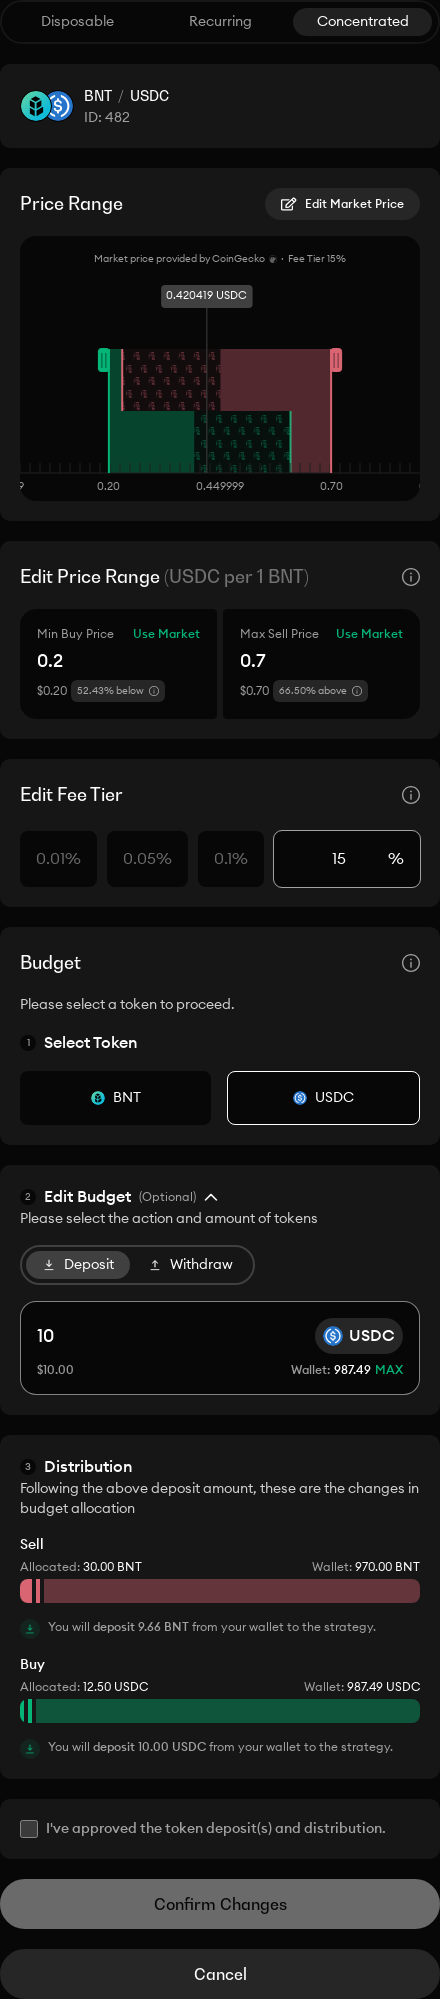 Disposable Recurring Concentrated
BNT / USDC
ID: 482
Price Range Edit Market Price
Market price provided by CoinGecko · Fee Tier 15%
0.420419 USDC
9 0.20 0.449999 0.70
Edit Price Range (USDC per 1 BNT)
Min Buy Price Use Market Max Sell Price Use Market
0.2 0.7
$0.20 52.43% below $0.70 66.50% above
Edit Fee Tier
0.01% 0.05% 0.1% 15 %
Budget
Please select a token to proceed.
1 Select Token
BNT USDC
2 Edit Budget (Optional)
Please select the action and amount of tokens
Deposit Withdraw
10 USDC
$10.00 Wallet: 987.49 MAX
3 Distribution
Following the above deposit amount, these are the changes in
budget allocation
Sell
Allocated: 30.00 BNT Wallet: 970.00 BNT
You will deposit 9.66 BNT from your wallet to the strategy.
Buy
Allocated: 12.50 USDC Wallet: 987.49 USDC
You will deposit 10.00 USDC from your wallet to the strategy.
I've approved the token deposit(s) and distribution.
Confirm Changes
Cancel